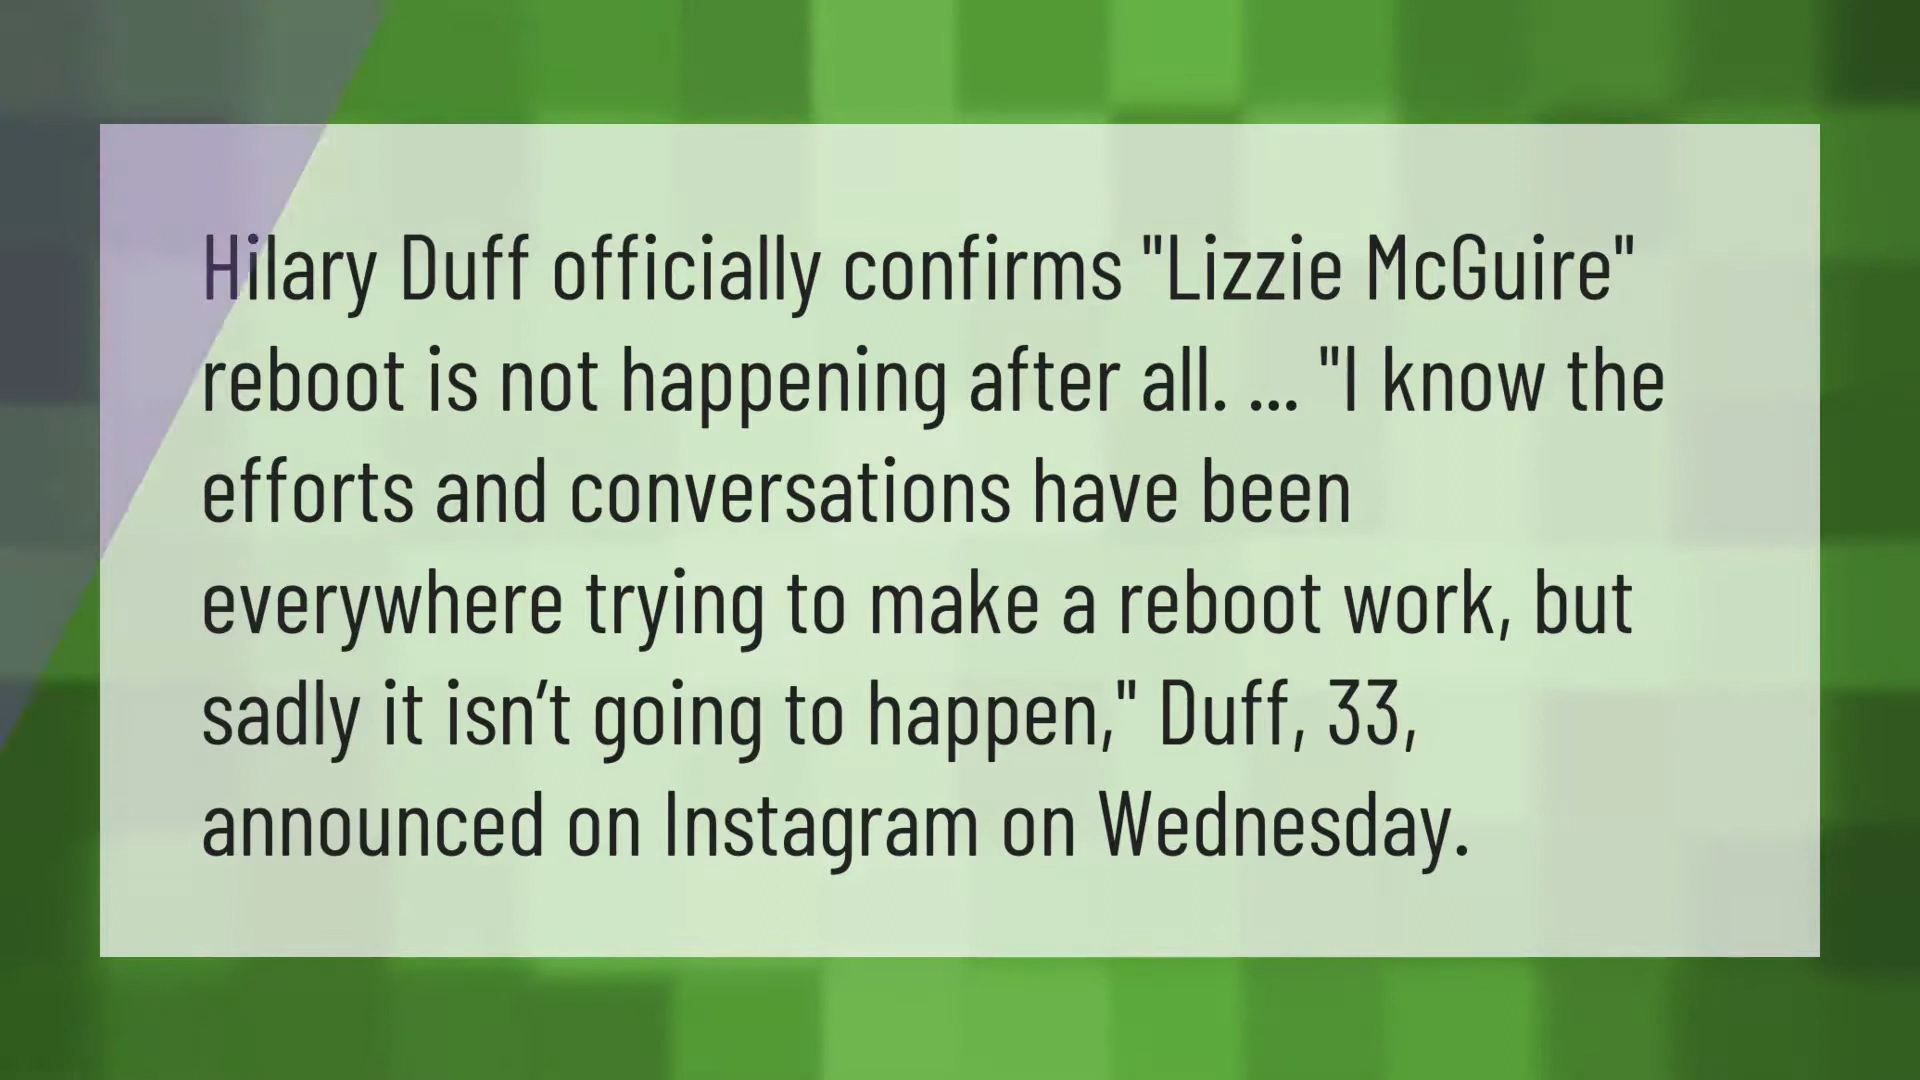 Hilary Duff officially confirms "Lizzie McGuire"
reboot is not happening after all. ... "I know the
efforts and conversations have been
everywhere trying to make a reboot work, but
sadly it isn’t going to happen," Duff, 33,
announced on Instagram on Wednesday.